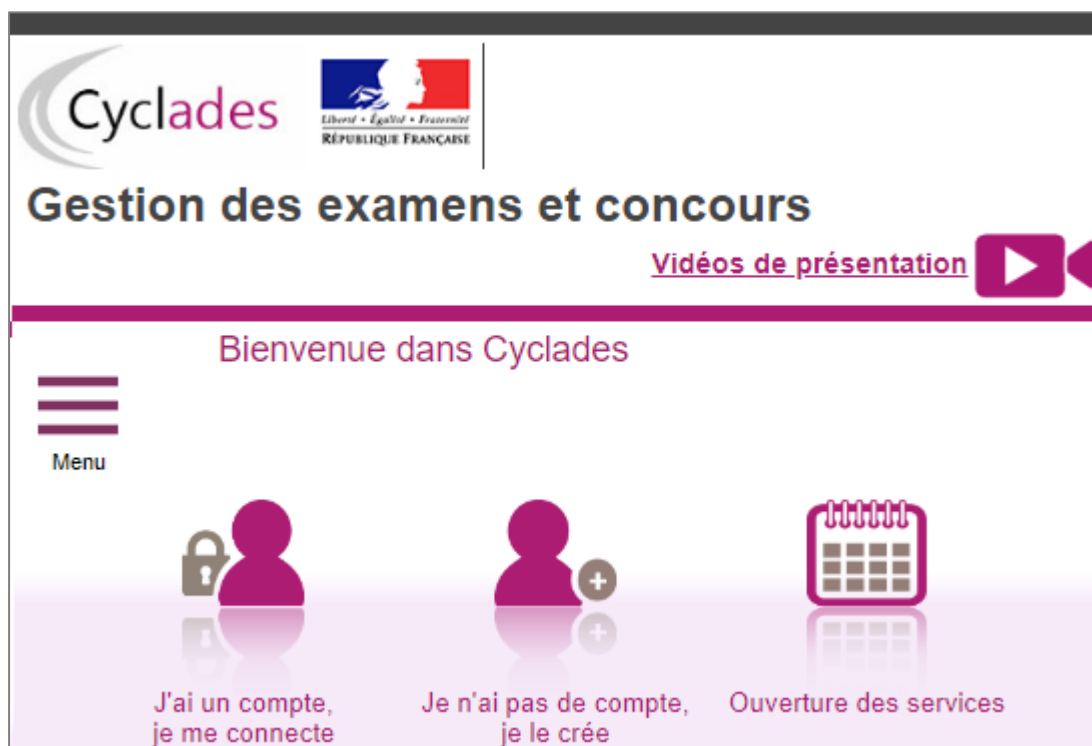 Cyclades
Liberté • Égalité • Fraternité
RÉPUBLIQUE FRANÇAISE
Gestion des examens et concours
Vidéos de présentation
Bienvenue dans Cyclades
Menu
J'ai un compte,
je me connecte
Je n'ai pas de compte,
je le crée
Ouverture des services